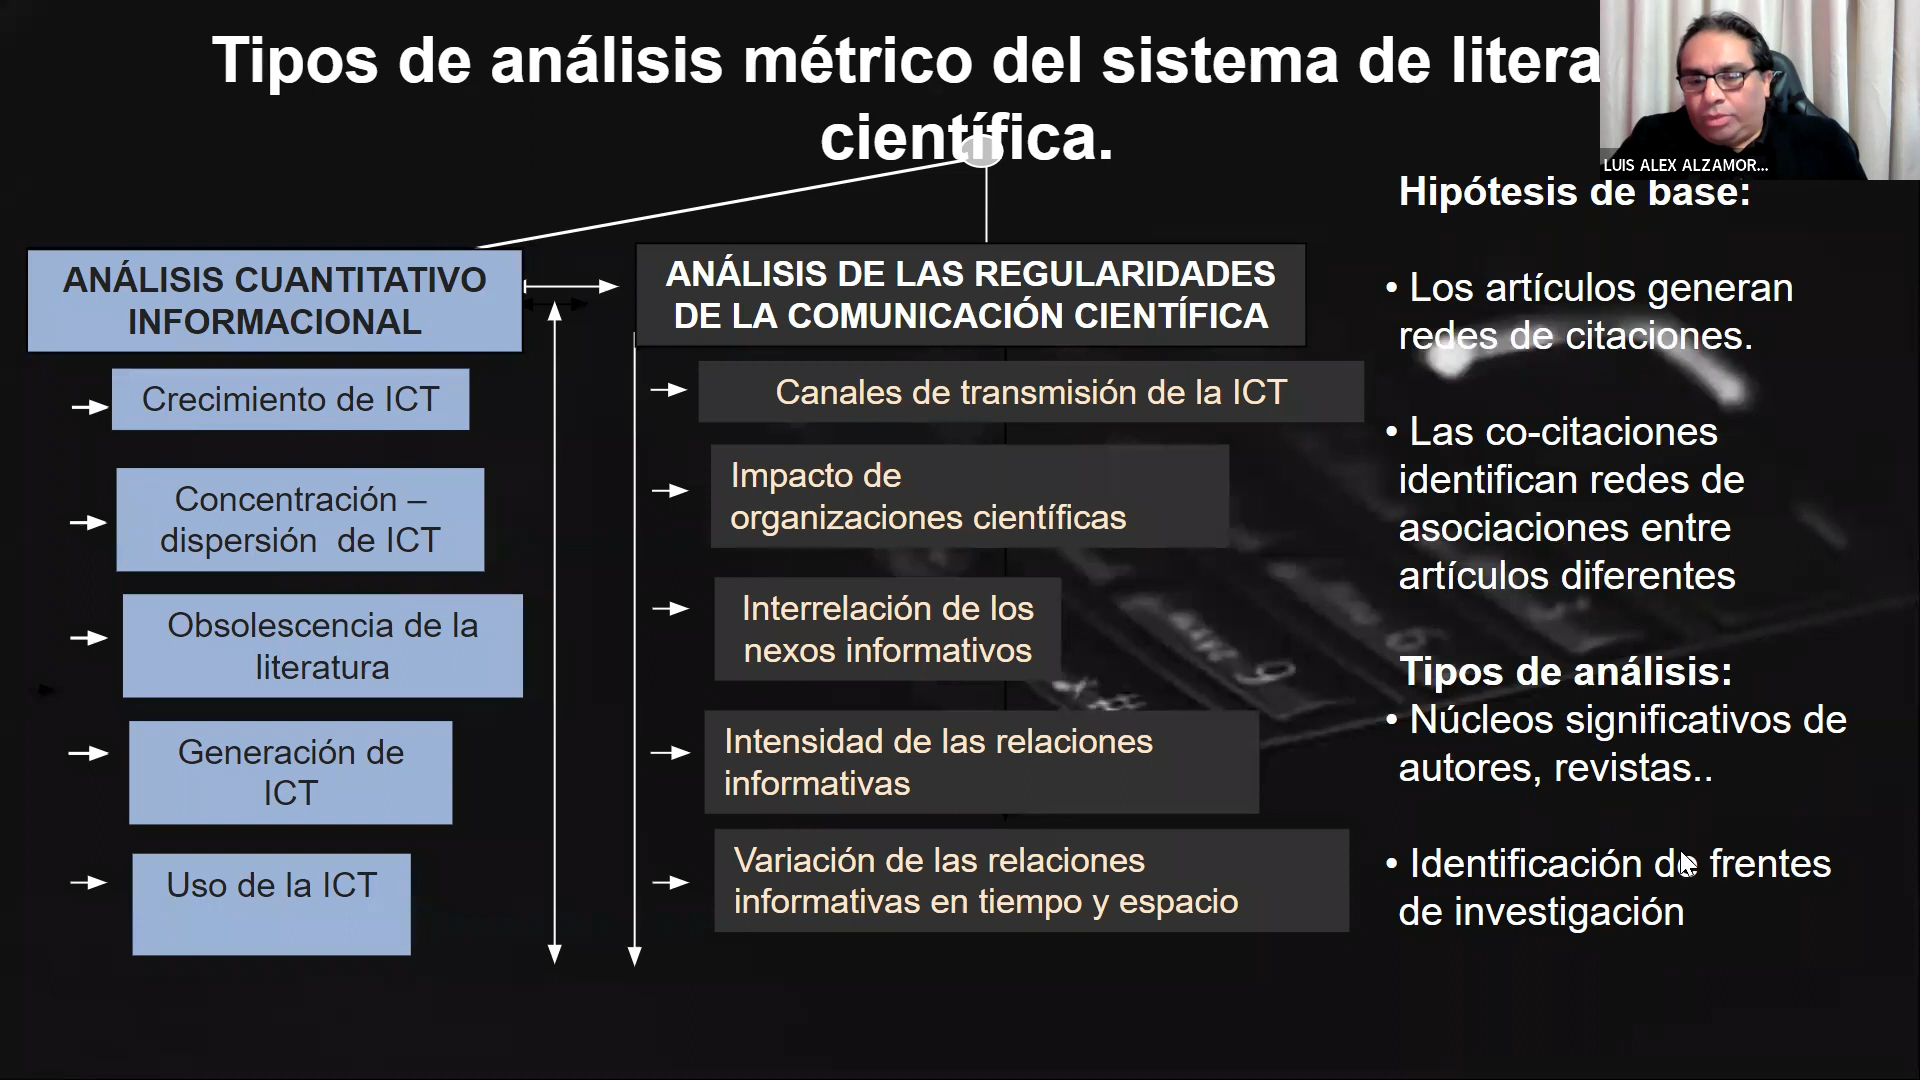 Tipos de análisis métrico del sistema de litera
científica.
LUIS ALEX ALZAMOR...
ANÁLISIS CUANTITATIVO
INFORMACIONAL
Crecimiento de ICT
Concentración –
dispersión de ICT
Obsolescencia de la
literatura
Generación de
ICT
Uso de la ICT
ANÁLISIS DE LAS REGULARIDADES
DE LA COMUNICACIÓN CIENTÍFICA
Canales de transmisión de la ICT
Impacto de
organizaciones científicas
Interrelación de los
nexos informativos
Intensidad de las relaciones
informativas
Variación de las relaciones
informativas en tiempo y espacio
Hipótesis de base:
• Los artículos generan
redes de citaciones.
• Las co-citaciones
identifican redes de
asociaciones entre
artículos diferentes
Tipos de análisis:
• Núcleos significativos de
autores, revistas..
• Identificación de frentes
de investigación